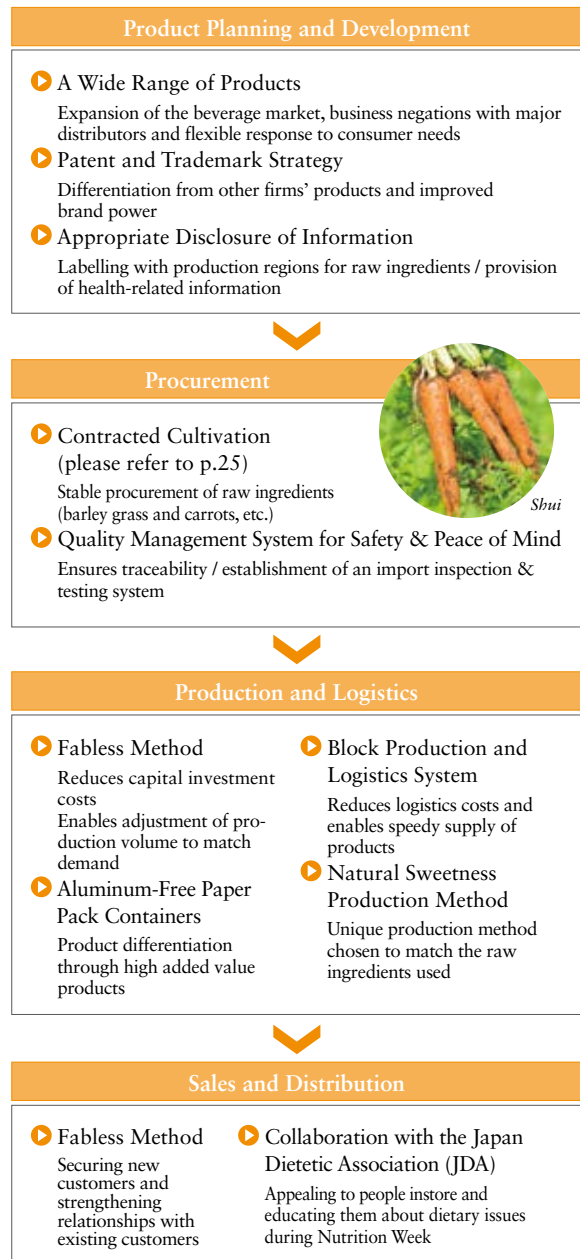 Product Planning and Development
A Wide Range of Products
Expansion of the beverage market, business negations with major
distributors and flexible response to consumer needs
Patent and Trademark Strategy
Differentiation from other firms' products and improved
brand power
Appropriate Disclosure of Information
Labelling with production regions for raw ingredients / provision
of health-related information
Procurement
Contracted Cultivation
(please refer to p.25)
Stable procurement of raw ingredients
(barley grass and carrots, etc.)
Shui
Quality Management System for Safety & Peace of Mind
Ensures traceability / establishment of an import inspection &
testing system
Production and Logistics
Fabless Method
Reduces capital investment
costs
Enables adjustment of pro-
duction volume to match
demand
Aluminum-Free Paper
Pack Containers
Product differentiation
through high added value
products
Block Production and
Logistics System
Reduces logistics costs and
enables speedy supply of
products
Natural Sweetness
Production Method
Unique production method
chosen to match the raw
ingredients used
Sales and Distribution
Fabless Method
Securing new
customers and
strengthening
relationships with
existing customers
Collaboration with the Japan
Dietetic Association (JDA)
Appealing to people instore and
educating them about dietary issues
during Nutrition Week